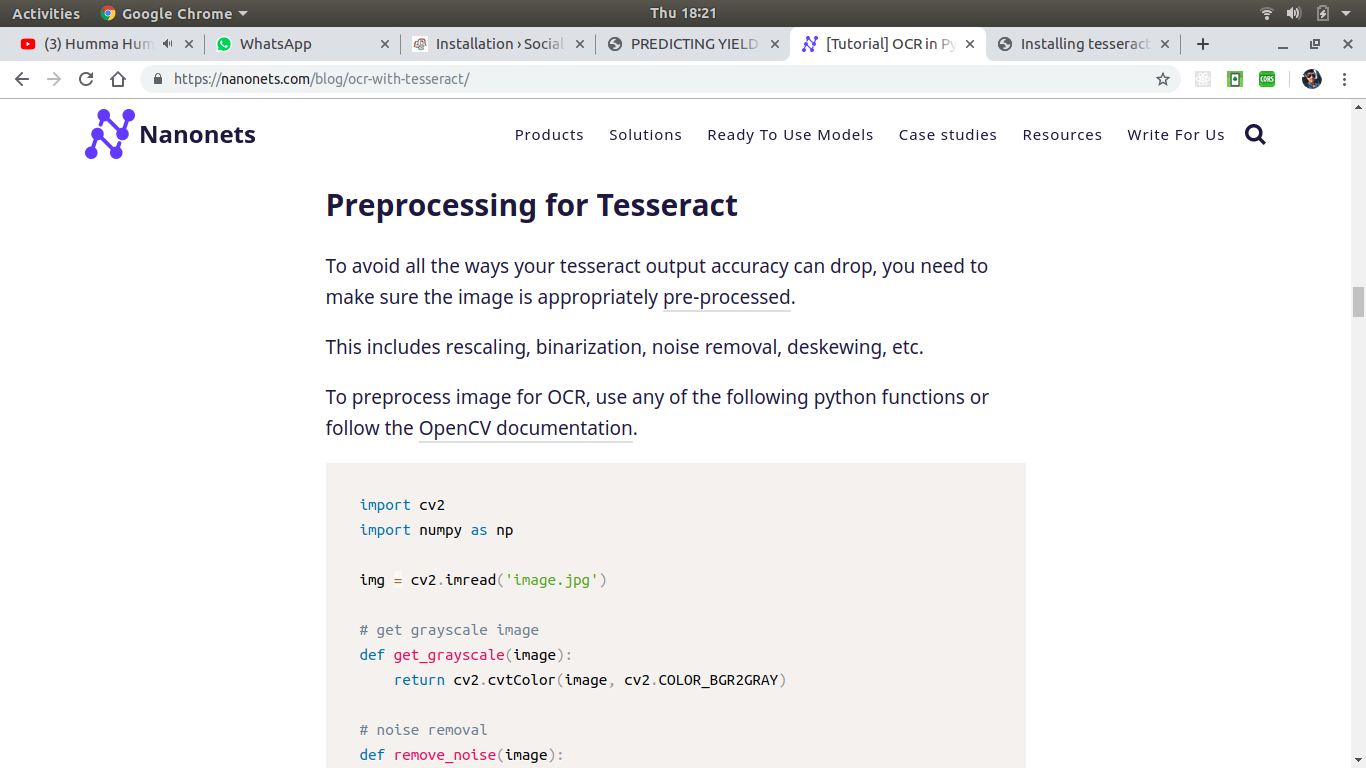 Activities Google Chrome Thu 18:21
(3) Humma Hum WhatsApp Installation › Social PREDICTING YIELD [Tutorial] OCR in Py Installing tesseract
https://nanonets.com/blog/ocr-with-tesseract/ CORS
Nanonets Products Solutions Ready To Use Models Case studies Resources Write For Us
Preprocessing for Tesseract
To avoid all the ways your tesseract output accuracy can drop, you need to
make sure the image is appropriately pre-processed.
This includes rescaling, binarization, noise removal, deskewing, etc.
To preprocess image for OCR, use any of the following python functions or
follow the OpenCV documentation.
import cv2
import numpy as np
img = cv2.imread('image.jpg')
# get grayscale image
def get_grayscale(image):
    return cv2.cvtColor(image, cv2.COLOR_BGR2GRAY)
# noise removal
def remove_noise(image):